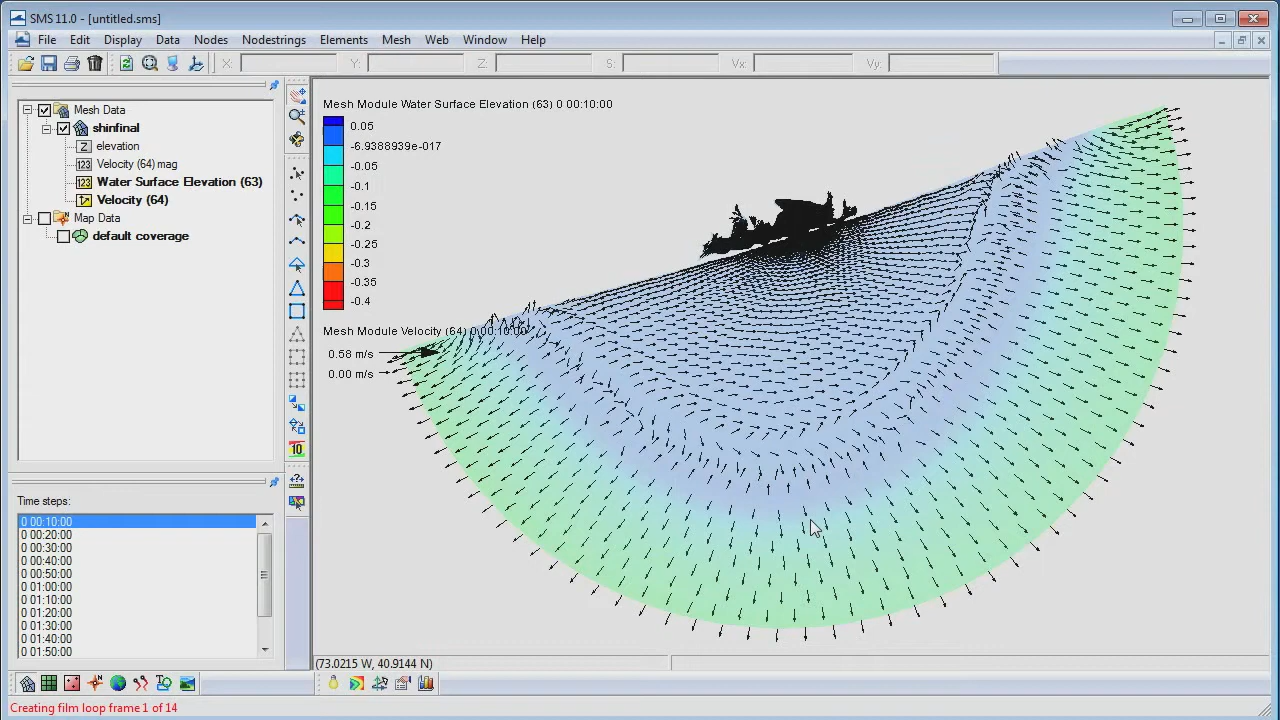 SMS 11.0 - [untitled.sms]
File Edit Display Data Nodes Nodestrings Elements Mesh Web Window Help
X: Y: Z: S: Vx: Vy:
Mesh Data
shinfinal
elevation
Velocity (64) mag
Water Surface Elevation (63)
Velocity (64)
Map Data
default coverage
Time steps:
0 00:10:00
0 00:20:00
0 00:30:00
0 00:40:00
0 00:50:00
0 01:00:00
0 01:10:00
0 01:20:00
0 01:30:00
0 01:40:00
0 01:50:00
10
Mesh Module Water Surface Elevation (63) 0 00:10:00
0.05
-6.9388939e-017
-0.05
-0.1
-0.15
-0.2
-0.25
-0.3
-0.35
-0.4
Mesh Module Velocity (64) 0 00:10:00
0.58 m/s
0.00 m/s
(73.0215 W, 40.9144 N)
Creating film loop frame 1 of 14